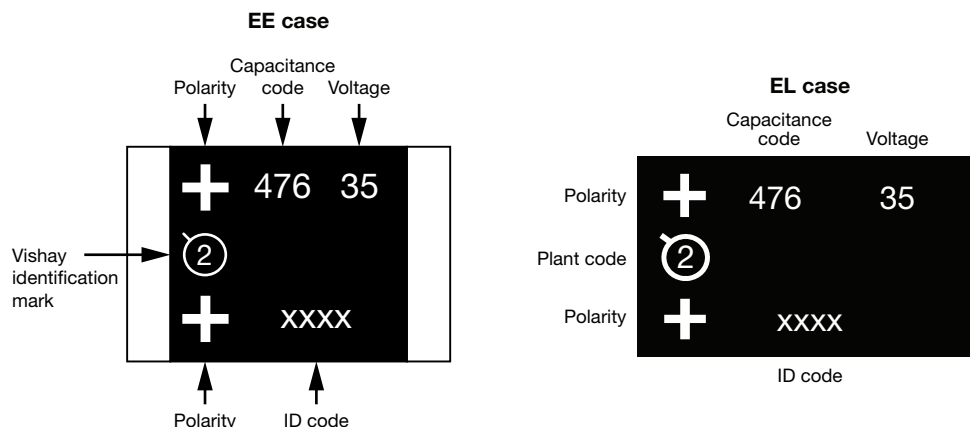 EE case
Capacitance
Polarity code Voltage
+ 476 35
2
Vishay
identification
mark
+ xxxx
Polarity ID code
EL case
Capacitance
code Voltage
Polarity + 476 35
Plant code 2
Polarity + xxxx
ID code